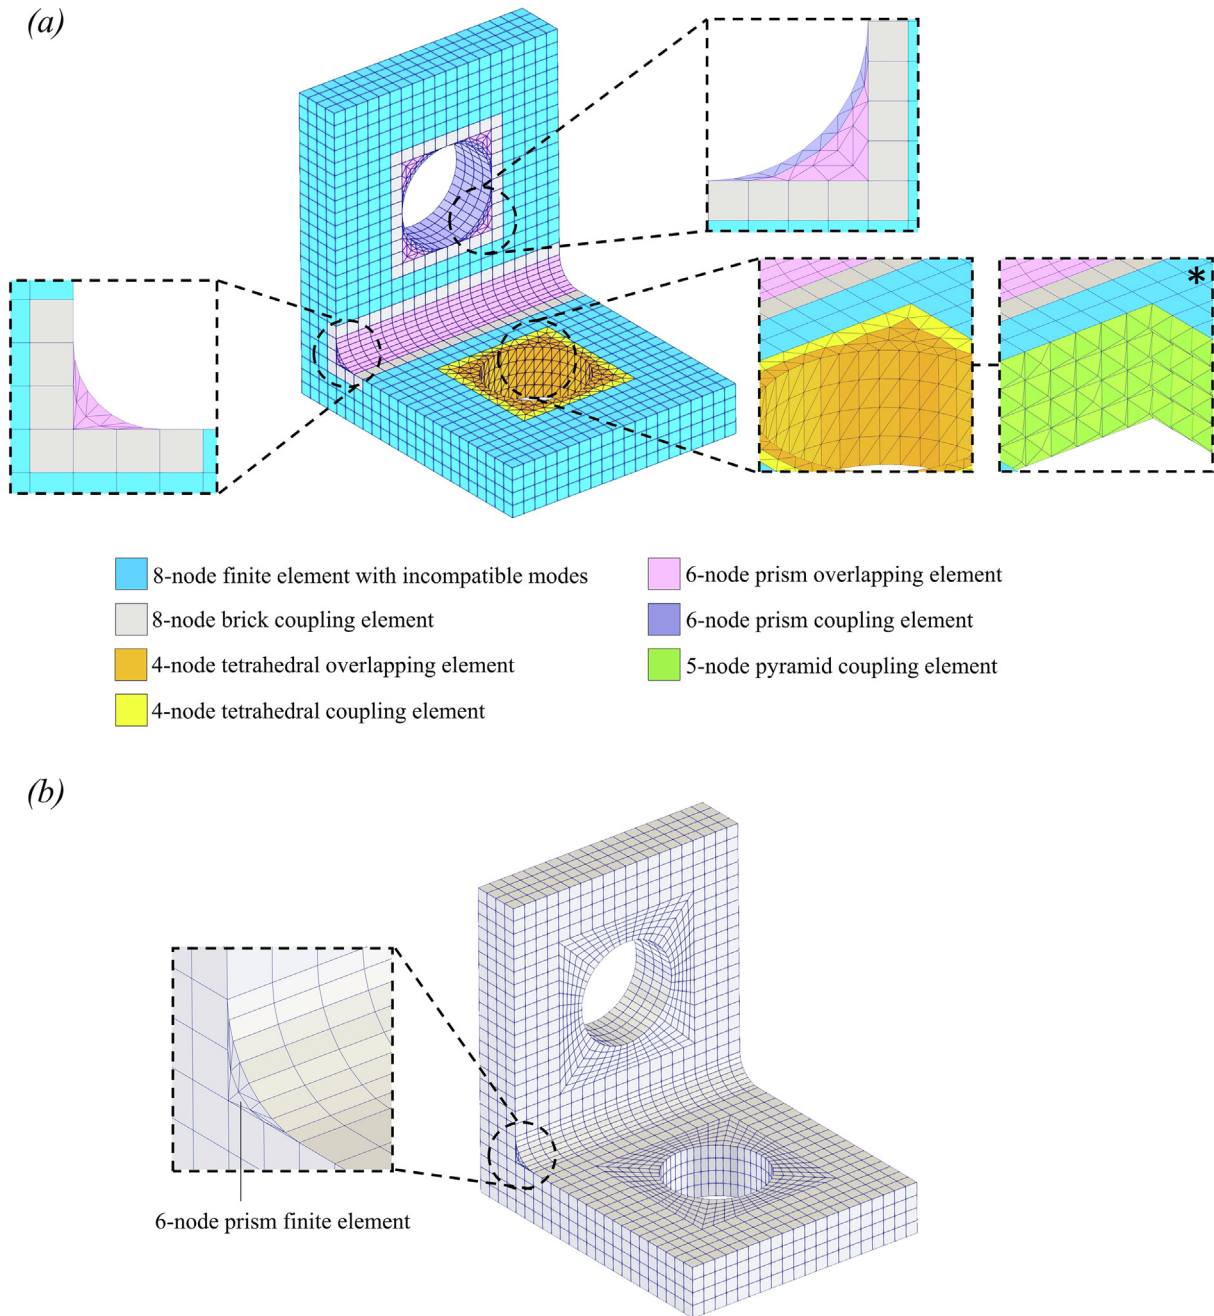 (a)
*
8-node finite element with incompatible modes
8-node brick coupling element
4-node tetrahedral overlapping element
4-node tetrahedral coupling element
6-node prism overlapping element
6-node prism coupling element
5-node pyramid coupling element
(b)
6-node prism finite element